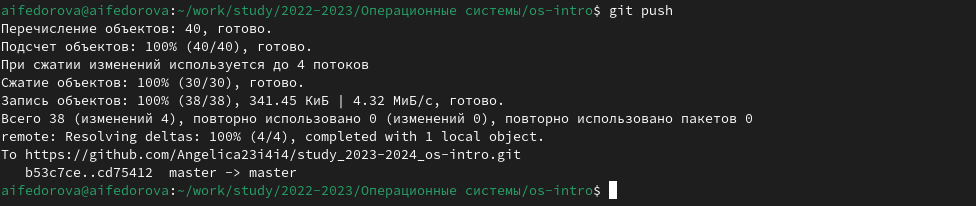 aifedorova@aifedorova:~/work/study/2022-2023/Операционные системы/os-intro$ git push
Перечисление объектов: 40, готово.
Подсчет объектов: 100% (40/40), готово.
При сжатии изменений используется до 4 потоков
Сжатие объектов: 100% (30/30), готово.
Запись объектов: 100% (38/38), 341.45 КиБ | 4.32 МиБ/с, готово.
Всего 38 (изменений 4), повторно использовано 0 (изменений 0), повторно использовано пакетов 0
remote: Resolving deltas: 100% (4/4), completed with 1 local object.
To https://github.com/Angelica23i4i4/study_2023-2024_os-intro.git
   b53c7ce..cd75412  master -> master
aifedorova@aifedorova:~/work/study/2022-2023/Операционные системы/os-intro$